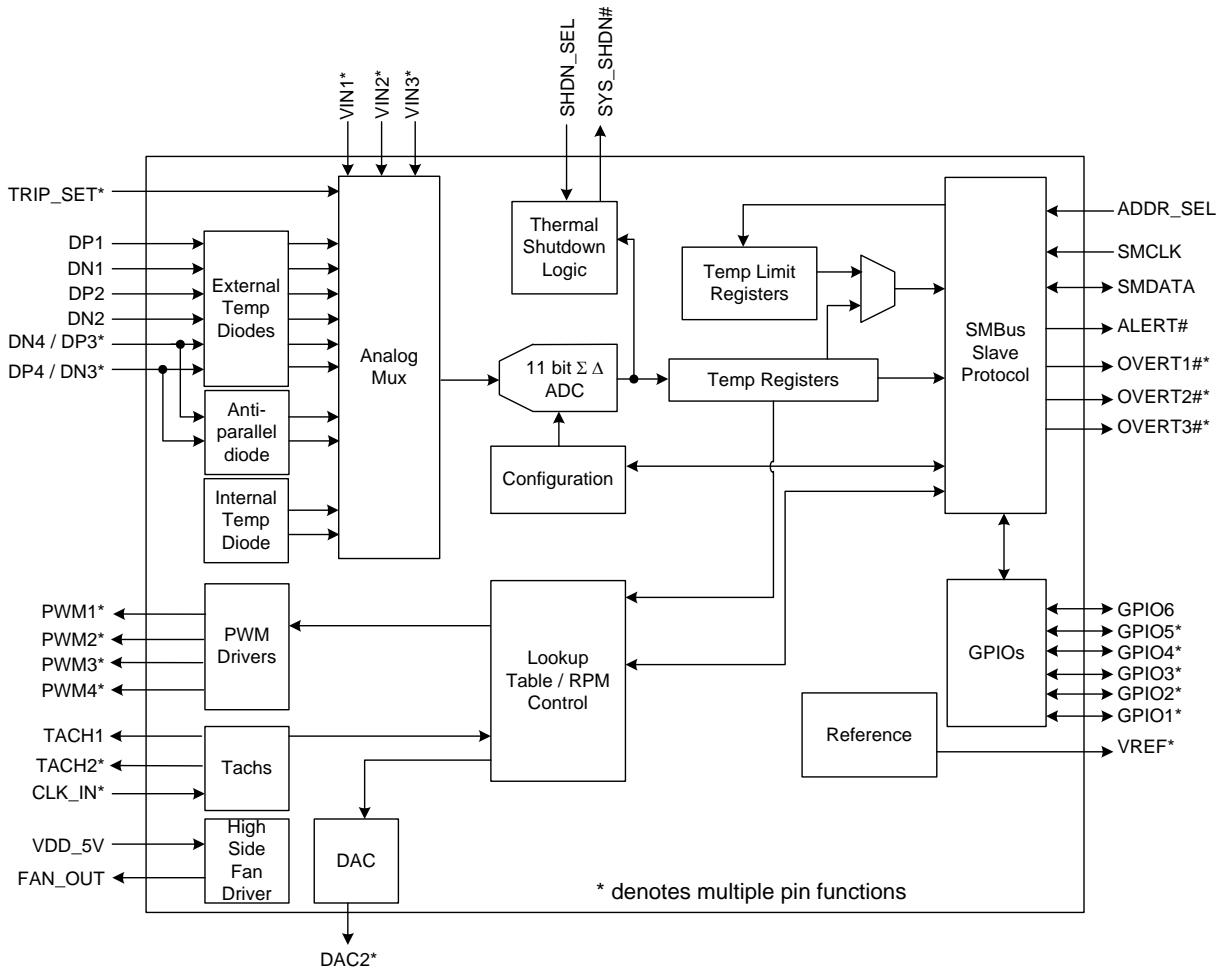 VIN1*
VIN2*
VIN3*
SHDN_SEL
SYS_SHDN#
TRIP_SET*
DP1
DN1
DP2
DN2
DN4 / DP3*
DP4 / DN3*
External
Temp
Diodes
Anti-
parallel
diode
Internal
Temp
Diode
Analog
Mux
Thermal
Shutdown
Logic
11 bit Σ Δ
ADC
Configuration
Temp Limit
Registers
Temp Registers
SMBus
Slave
Protocol
ADDR_SEL
SMCLK
SMDATA
ALERT#
OVERT1#*
OVERT2#*
OVERT3#*
PWM1*
PWM2*
PWM3*
PWM4*
PWM
Drivers
TACH1
TACH2*
CLK_IN*
Tachs
VDD_5V
FAN_OUT
High
Side
Fan
Driver
Lookup
Table / RPM
Control
DAC
DAC2*
GPIOs
GPIO6
GPIO5*
GPIO4*
GPIO3*
GPIO2*
GPIO1*
Reference
VREF*
* denotes multiple pin functions